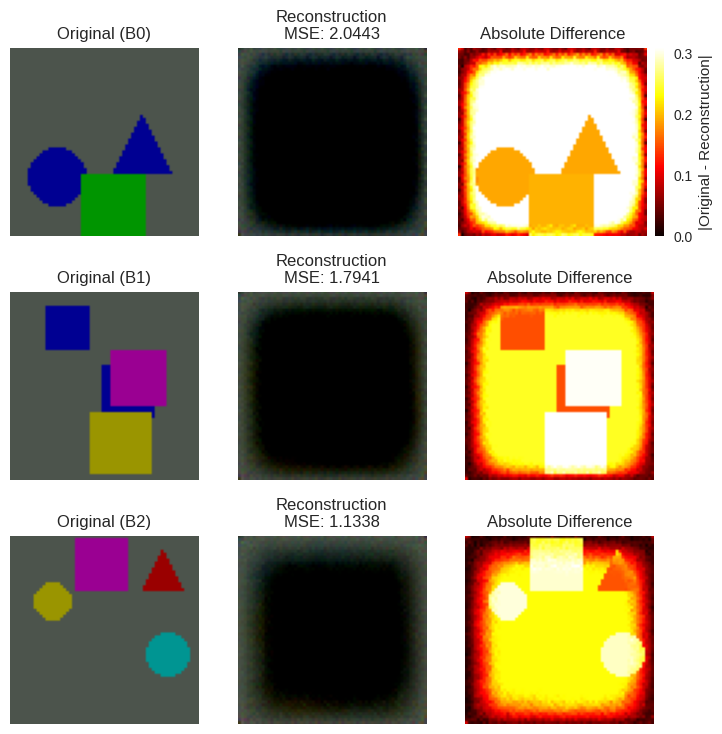 Original (B0)
Reconstruction
MSE: 2.0443
Absolute Difference
0.3
0.2
0.1
0.0
|Original - Reconstruction|
Original (B1)
Reconstruction
MSE: 1.7941
Absolute Difference
Original (B2)
Reconstruction
MSE: 1.1338
Absolute Difference